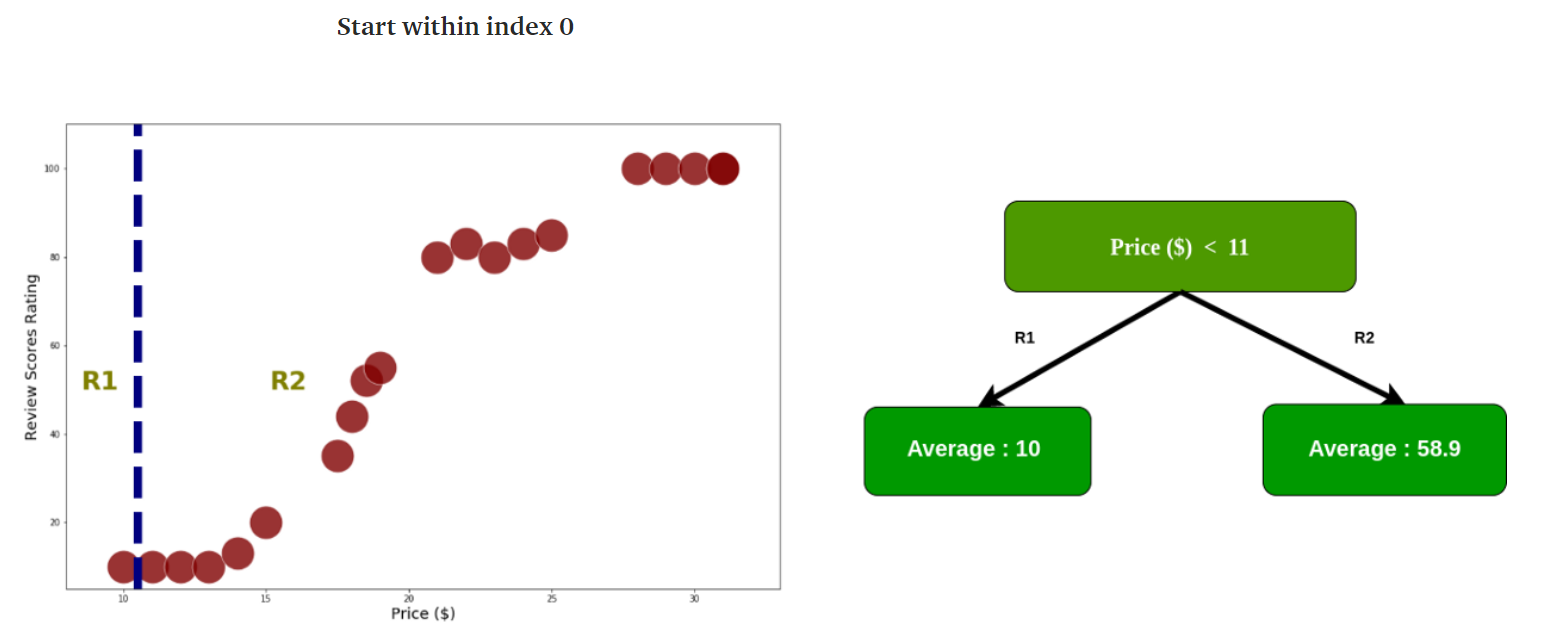 Start within index 0
100
80
60
40
20
Review Scores Rating
R1
R2
10
15
20
25
30
Price ($)
Price ($) < 11
R1
R2
Average : 10
Average : 58.9